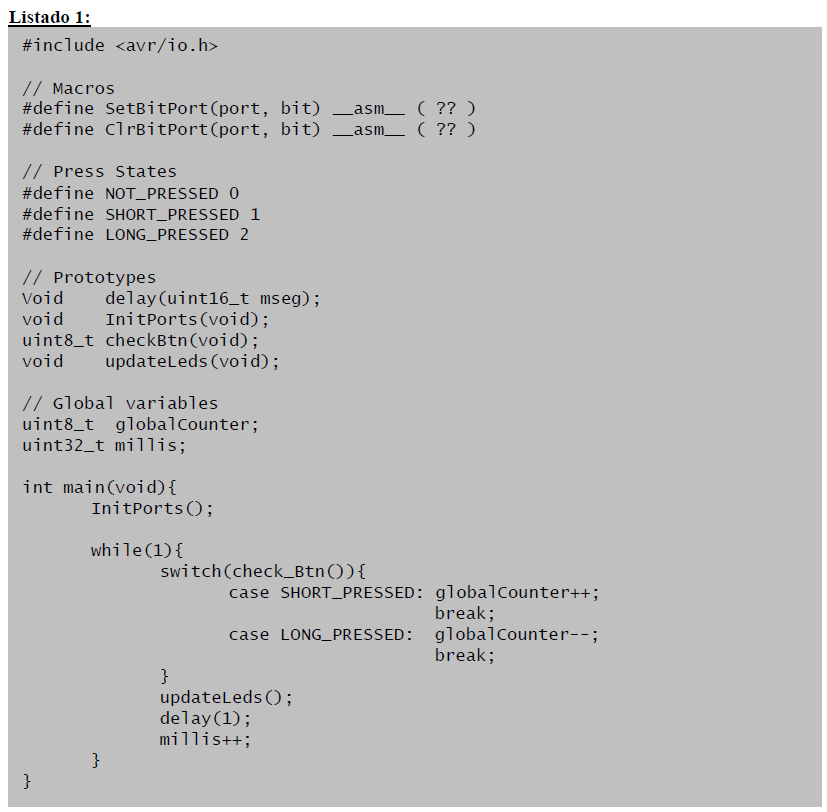 Listado 1:
#include <avr/io.h>
// Macros
#define SetBitPort(port, bit) __asm__ ( ?? )
#define ClrBitPort(port, bit) __asm__ ( ?? )
// Press States
#define NOT_PRESSED 0
#define SHORT_PRESSED 1
#define LONG_PRESSED 2
// Prototypes
Void    delay(uint16_t mseg);
void    InitPorts(void);
uint8_t checkBtn(void);
void    updateLeds(void);
// Global variables
uint8_t  globalCounter;
uint32_t millis;
int main(void){
InitPorts();
while(1){
switch(check_Btn()){
case SHORT_PRESSED: globalCounter++;
break;
case LONG_PRESSED:  globalCounter--;
break;
}
updateLeds();
delay(1);
millis++;
}
}